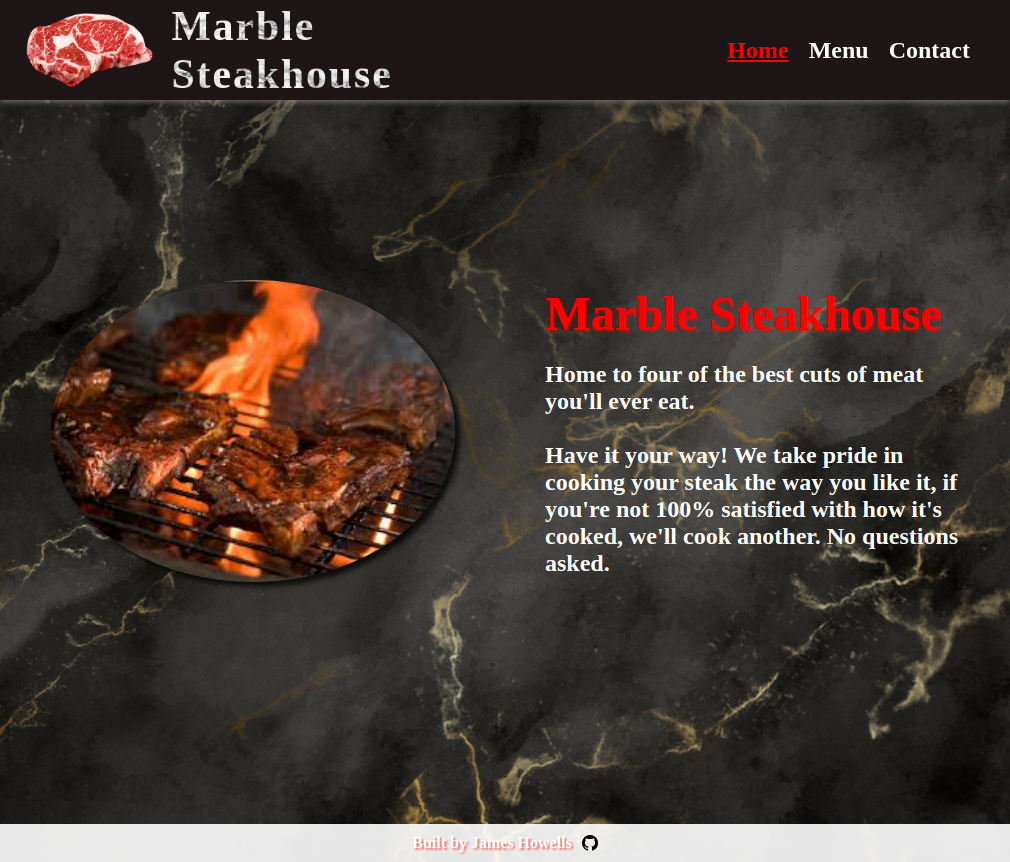 Marble
Steakhouse
Home Menu Contact
Marble Steakhouse
Home to four of the best cuts of meat
you'll ever eat.
Have it your way! We take pride in
cooking your steak the way you like it, if
you're not 100% satisfied with how it's
cooked, we'll cook another. No questions
asked.
Built by James Howells